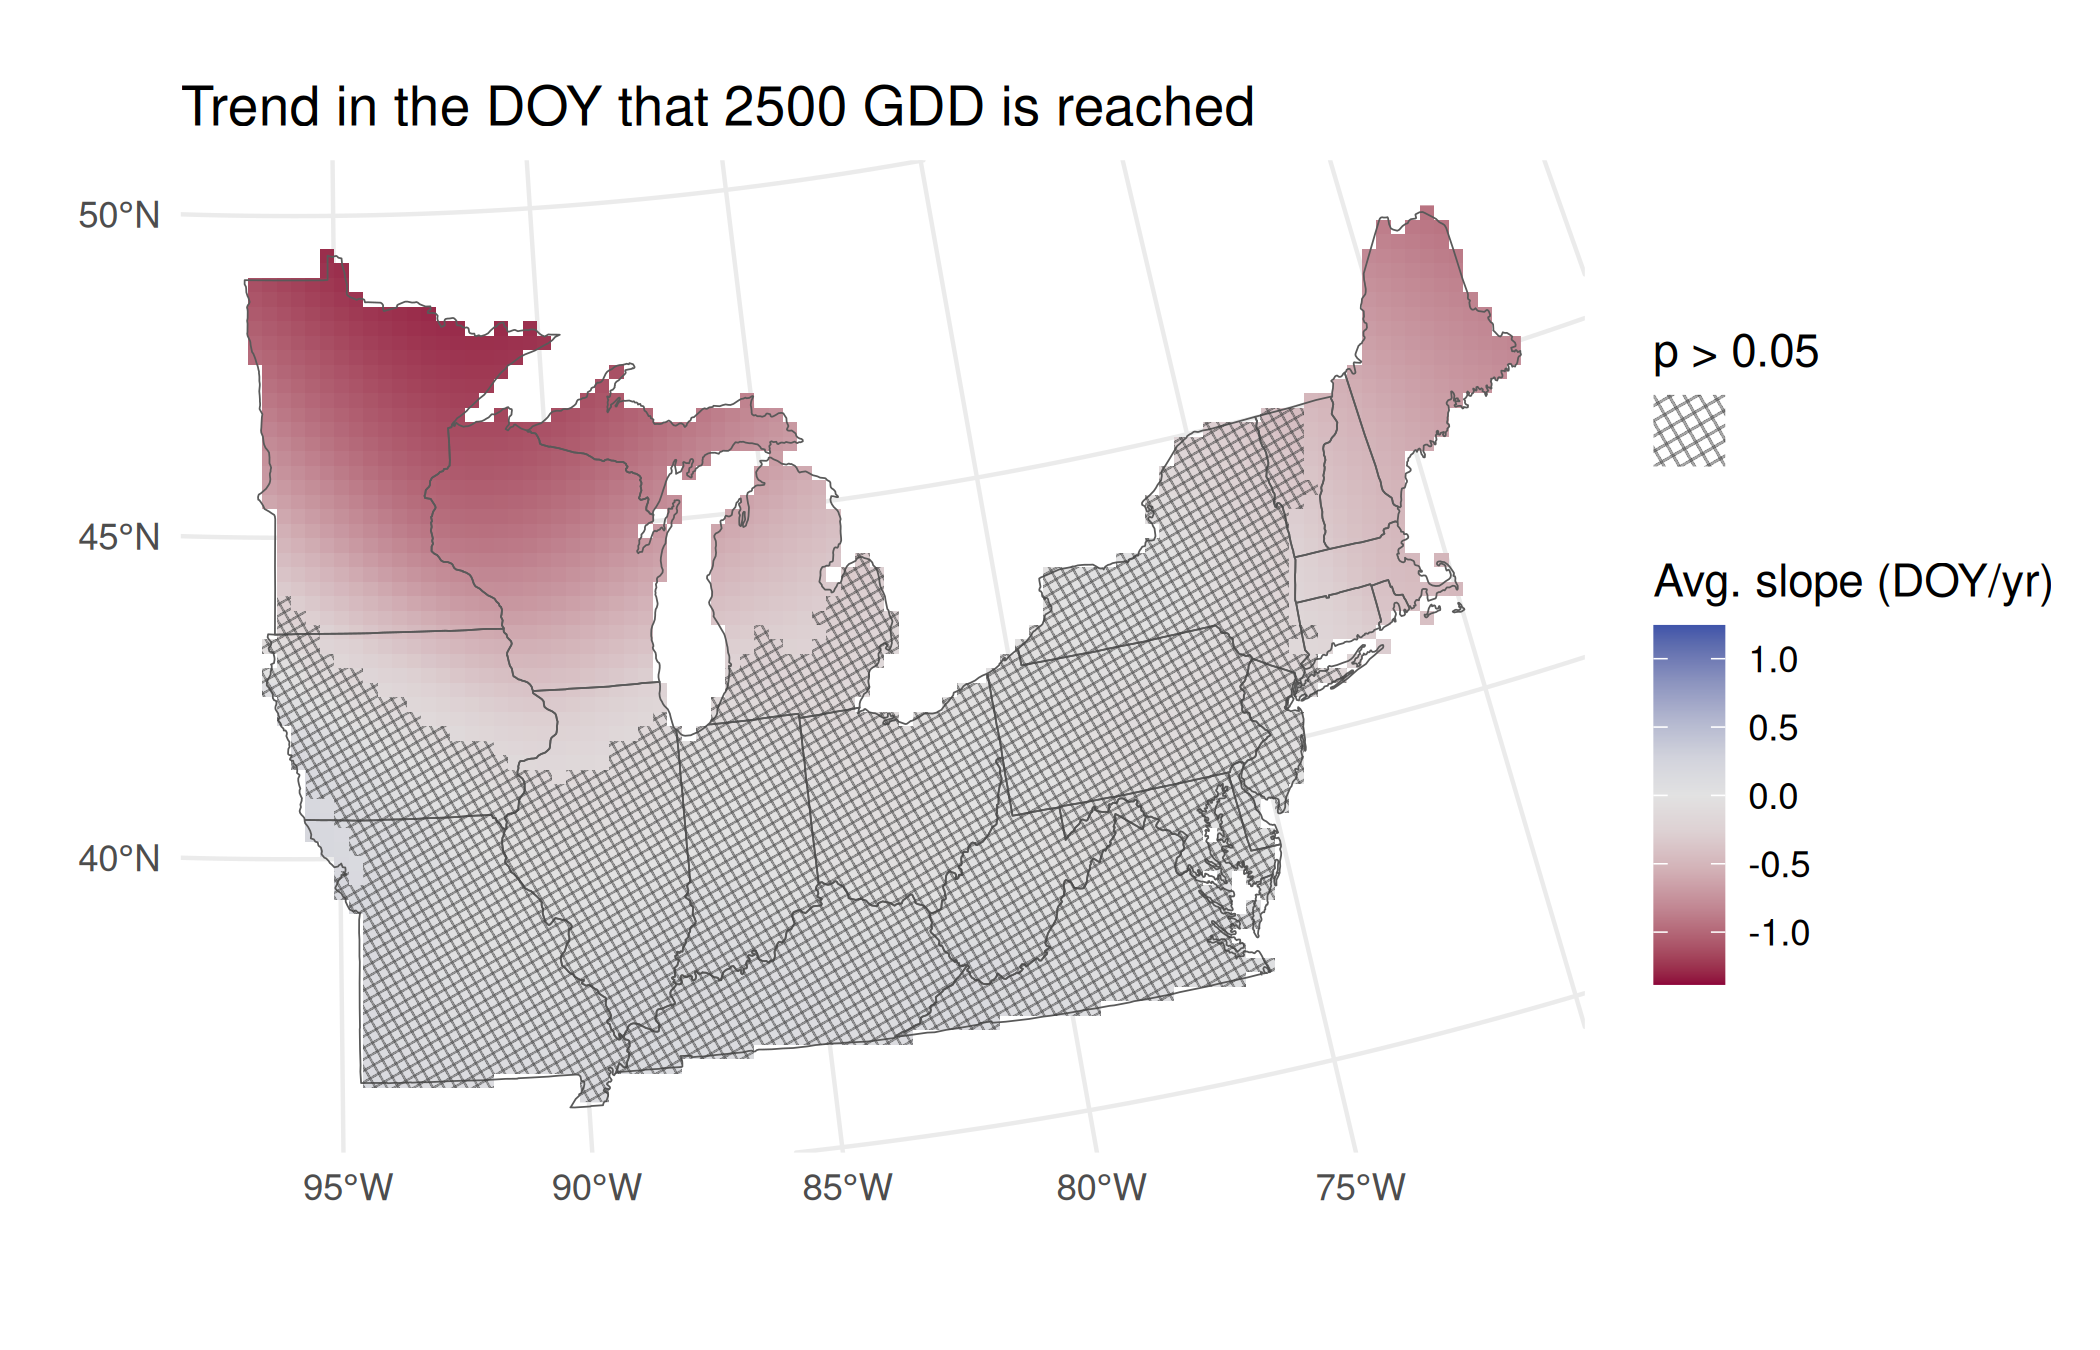 Trend in the DOY that 2500 GDD is reached
50°N
45°N
40°N
95°W
90°W
85°W
80°W
75°W
p > 0.05
Avg. slope (DOY/yr)
1.0
0.5
0.0
-0.5
-1.0